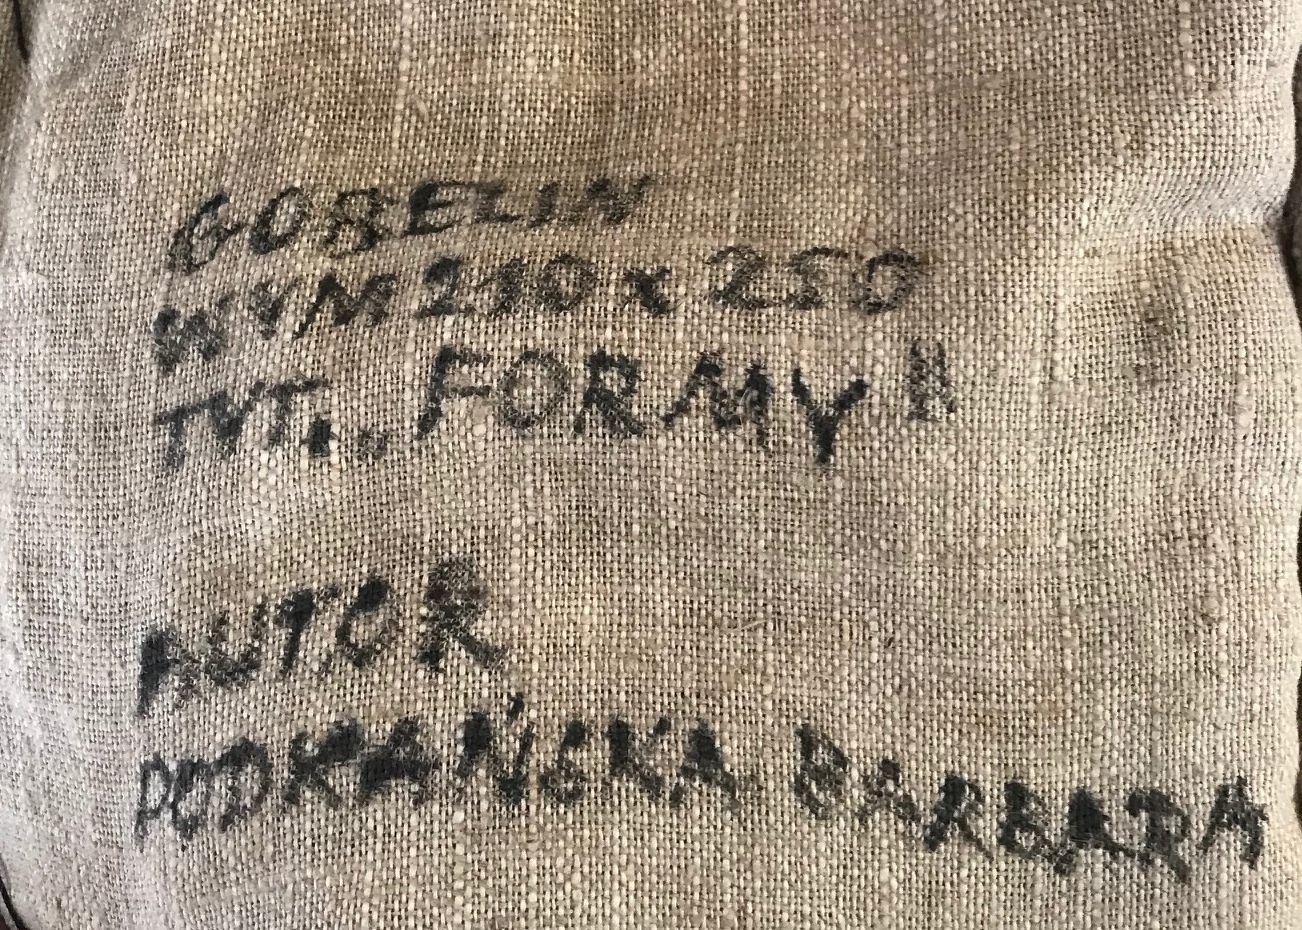 GOBELIN
WYM 210 x 250
TYT. „FORMY"
AUTOR
PODKAŃSKA BARBARA